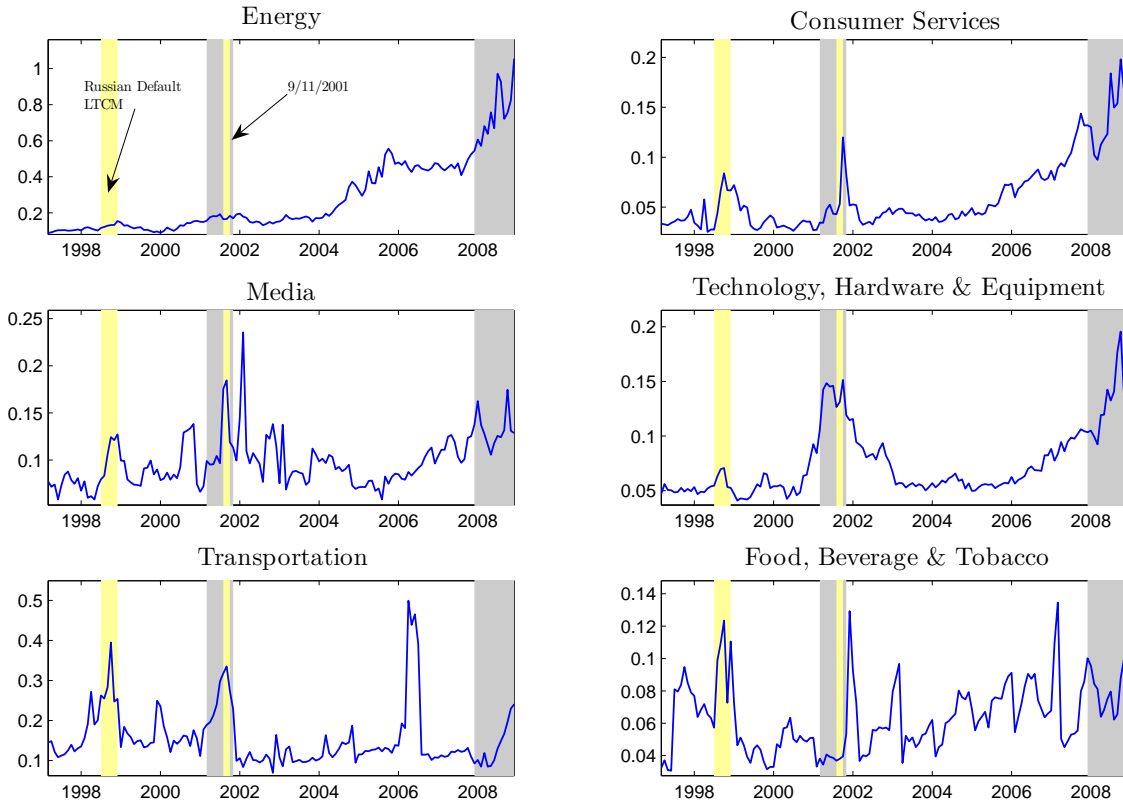 Energy
1
0.8
0.6
0.4
0.2
Russian Default
LTCM
9/11/2001
1998 2000 2002 2004 2006 2008
Consumer Services
0.2
0.15
0.1
0.05
1998 2000 2002 2004 2006 2008
Media
0.25
0.2
0.15
0.1
1998 2000 2002 2004 2006 2008
Technology, Hardware & Equipment
0.2
0.15
0.1
0.05
1998 2000 2002 2004 2006 2008
Transportation
0.5
0.4
0.3
0.2
0.1
1998 2000 2002 2004 2006 2008
Food, Beverage & Tobacco
0.14
0.12
0.1
0.08
0.06
0.04
1998 2000 2002 2004 2006 2008